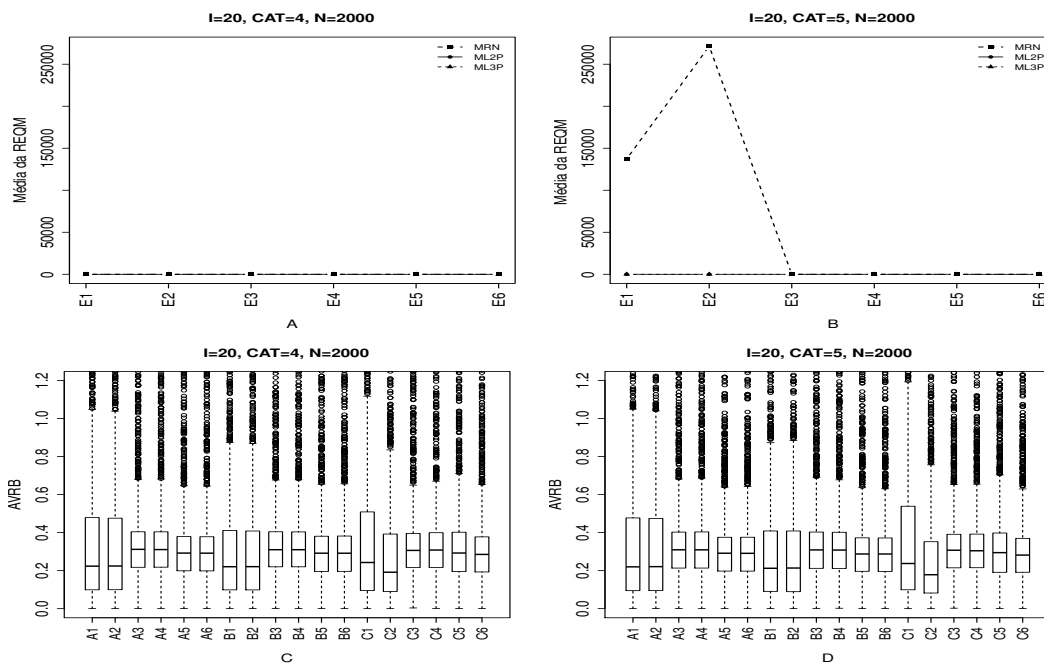 I=20, CAT=4, N=2000
MRN
ML2P
ML3P
Média da REQM
250000
150000
50000
0
E1 E2 E3 E4 E5 E6
A
I=20, CAT=5, N=2000
MRN
ML2P
ML3P
Média da REQM
250000
150000
50000
0
E1 E2 E3 E4 E5 E6
B
I=20, CAT=4, N=2000
AVRB
1.2
1.0
0.8
0.6
0.4
0.2
0.0
A1 A2 A3 A4 A5 A6 B1 B2 B3 B4 B5 B6 C1 C2 C3 C4 C5 C6
C
I=20, CAT=5, N=2000
AVRB
1.2
1.0
0.8
0.6
0.4
0.2
0.0
A1 A2 A3 A4 A5 A6 B1 B2 B3 B4 B5 B6 C1 C2 C3 C4 C5 C6
D